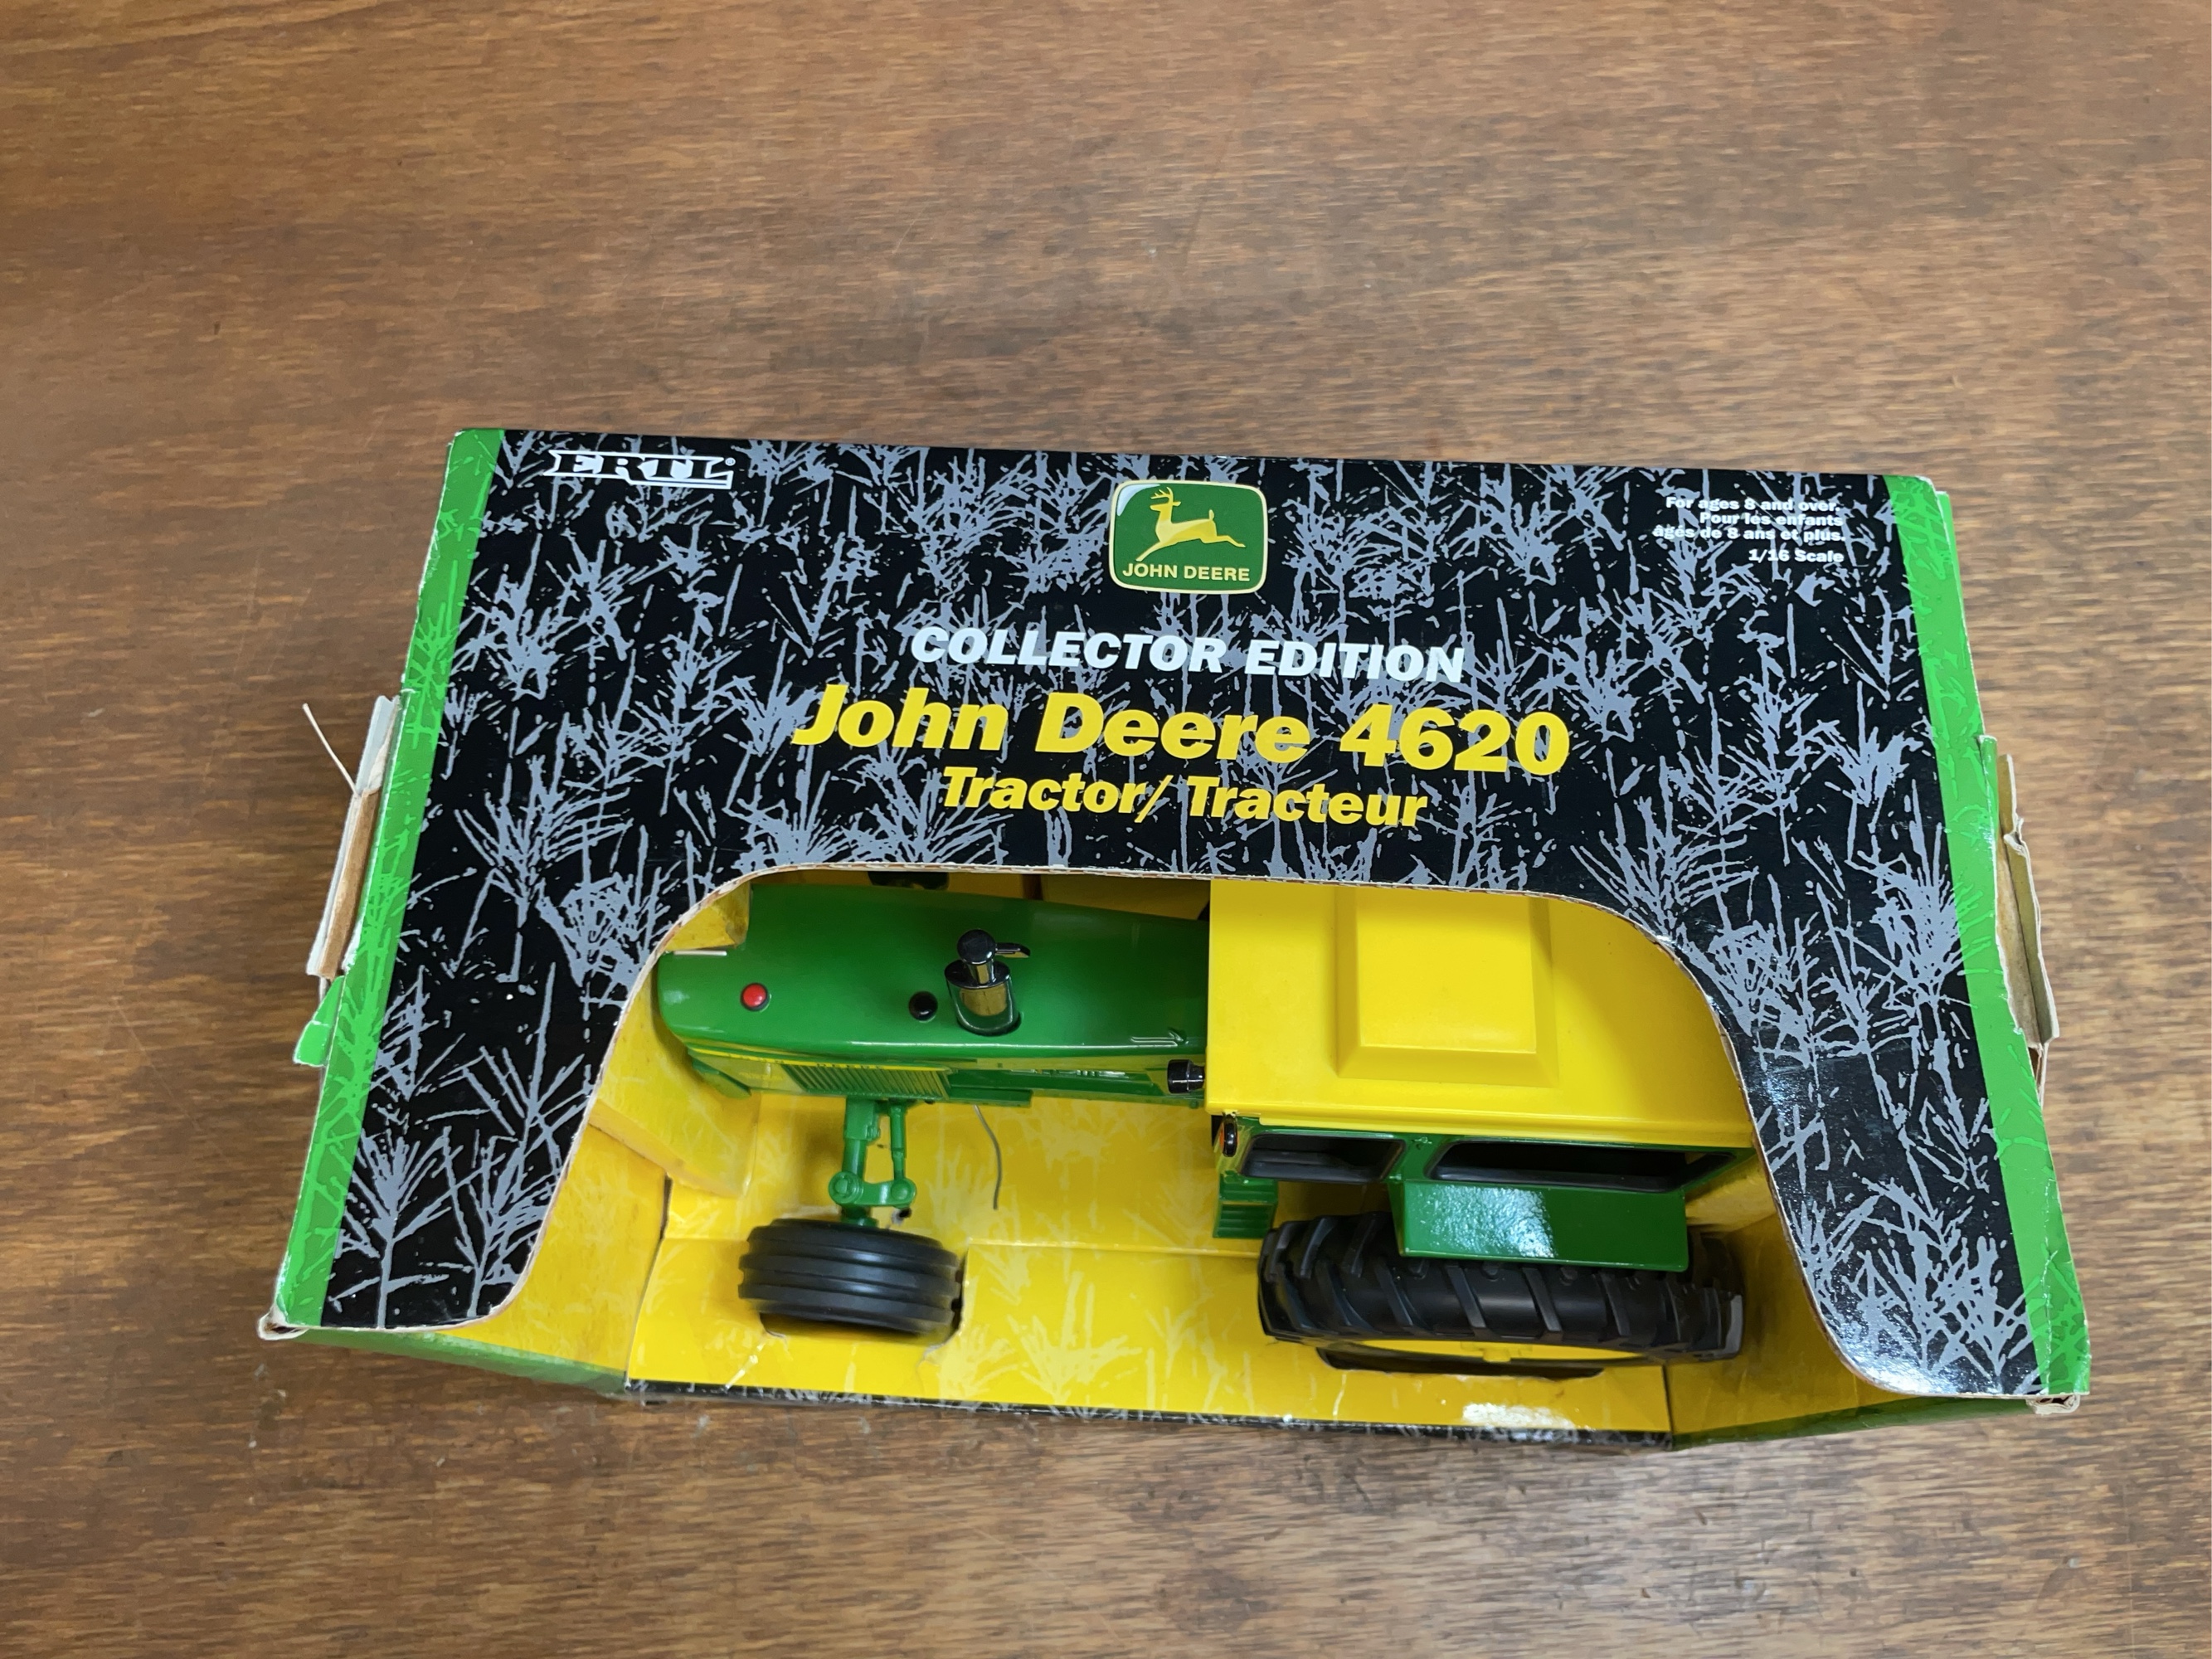 ERTL®
JOHN DEERE
For ages 8 and over.
Pour les enfants
âgés de 8 ans et plus.
1/16 Scale
COLLECTOR EDITION
John Deere 4620
Tractor/ Tracteur